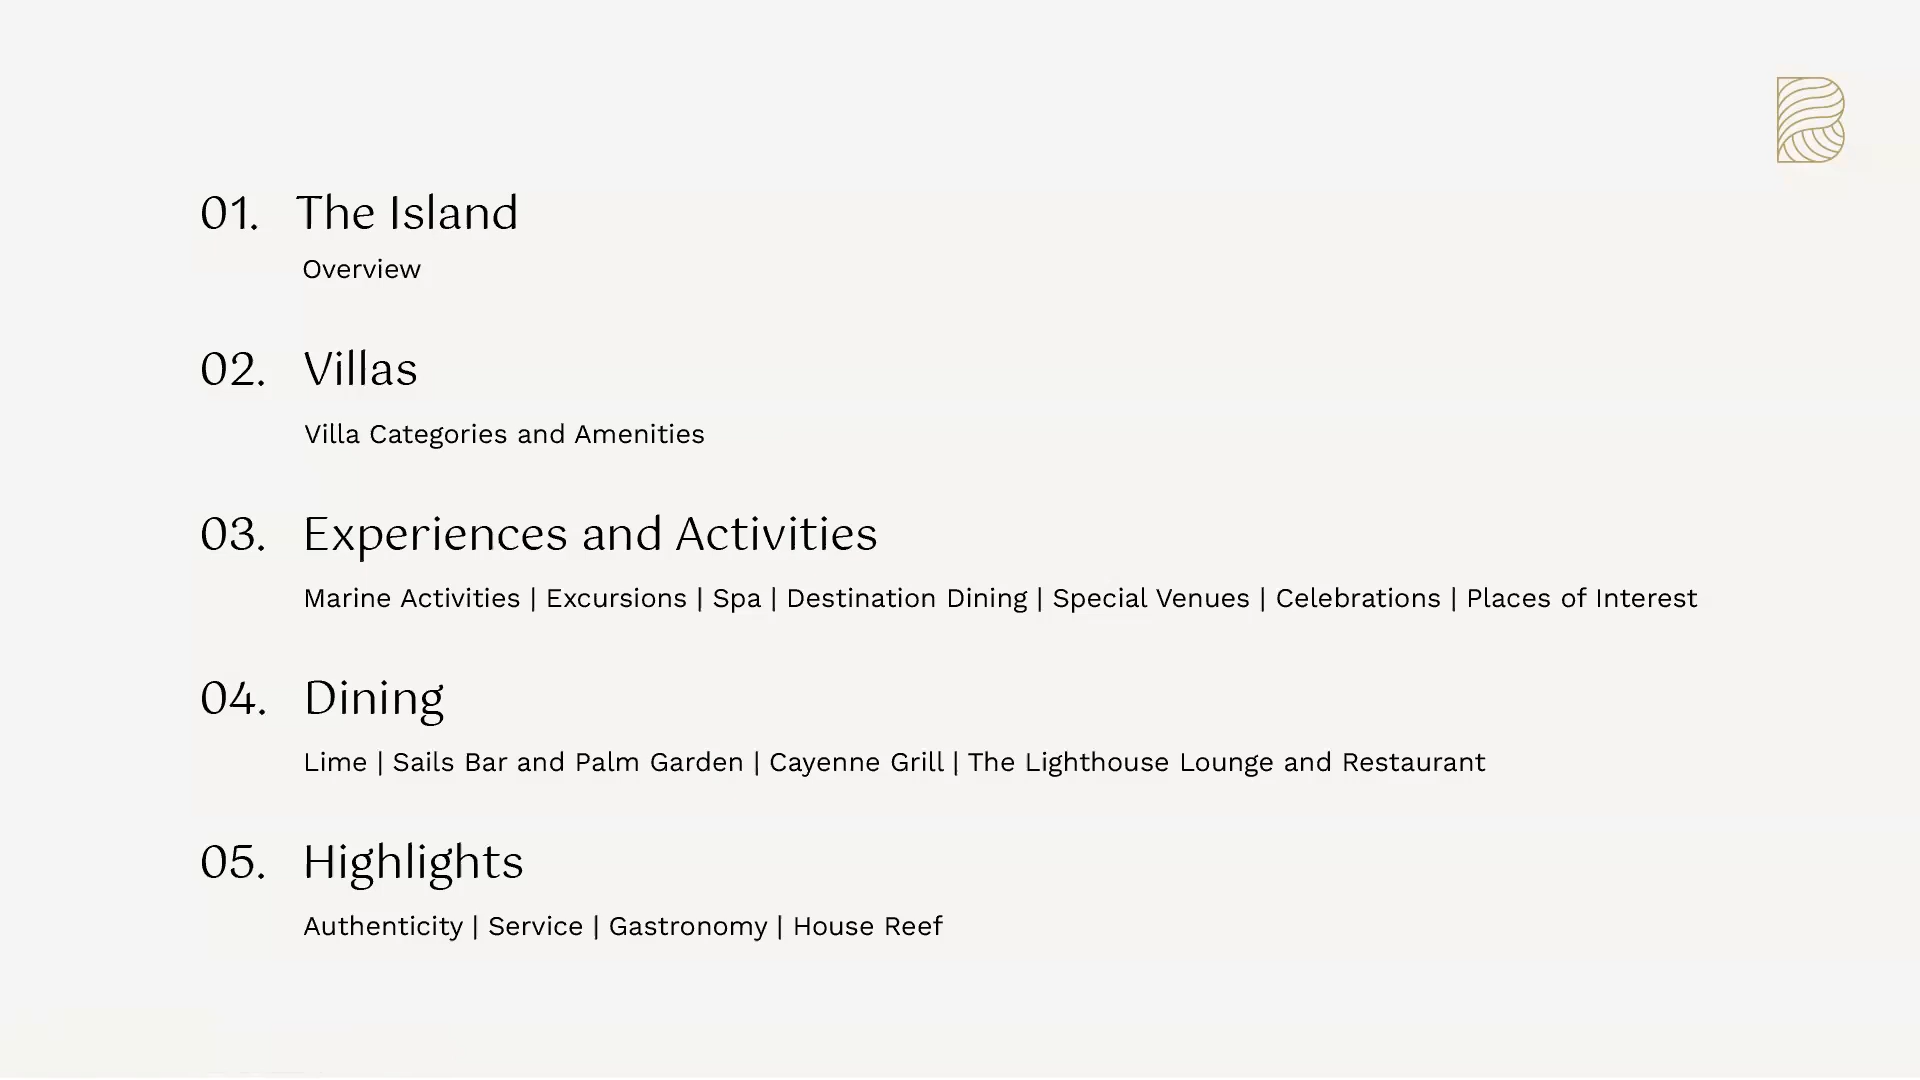 01. The Island
Overview
02. Villas
Villa Categories and Amenities
03. Experiences and Activities
Marine Activities | Excursions | Spa | Destination Dining | Special Venues | Celebrations | Places of Interest
04. Dining
Lime | Sails Bar and Palm Garden | Cayenne Grill | The Lighthouse Lounge and Restaurant
05. Highlights
Authenticity | Service | Gastronomy | House Reef